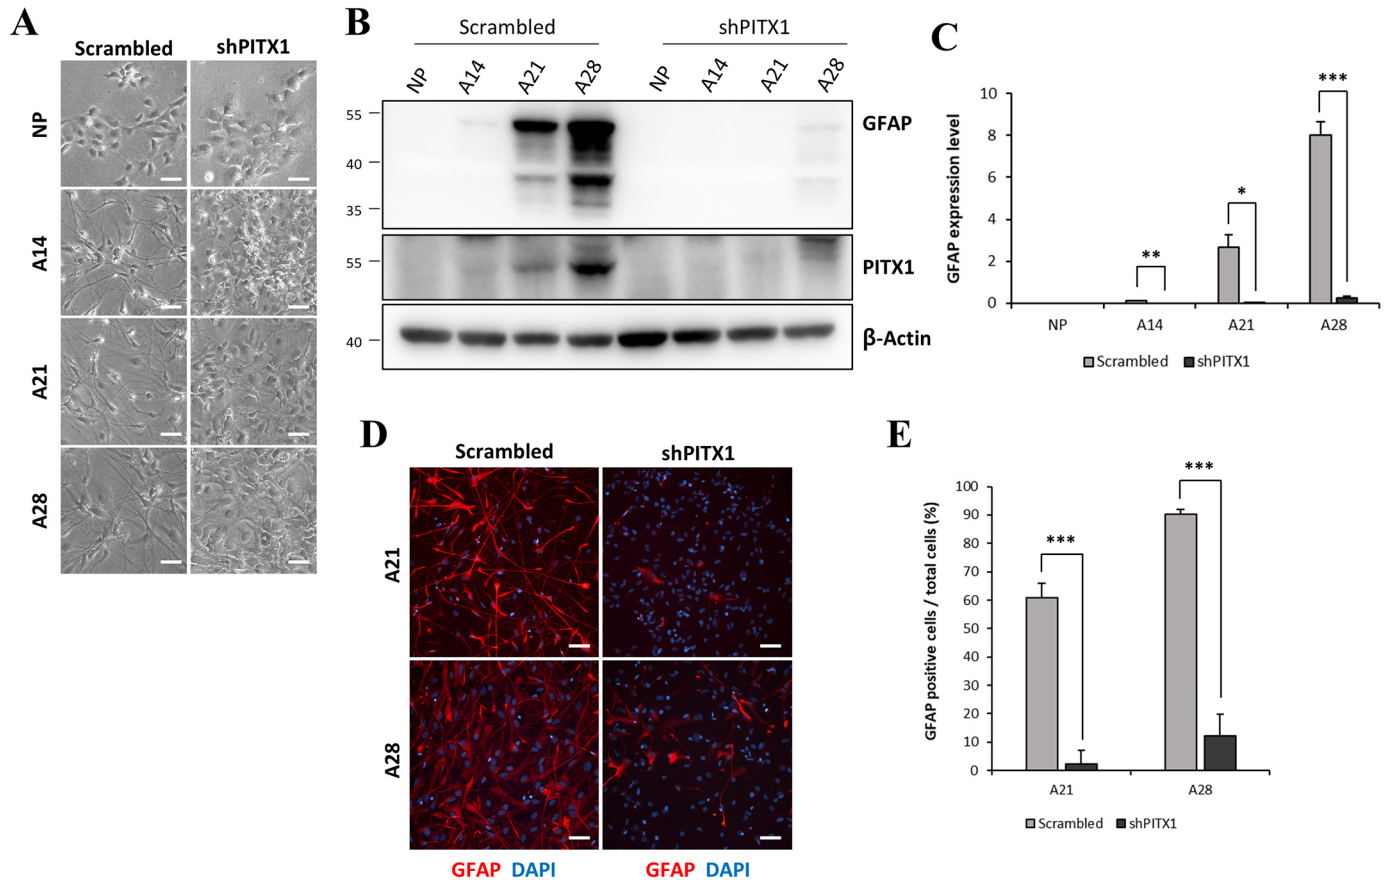 A
Scrambled shPITX1
NP
A14
A21
A28
B
Scrambled shPITX1
NP A14 A21 A28 NP A14 A21 A28
55
40
35
GFAP
55
PITX1
40
β-Actin
C
GFAP expression level
10
8
6
4
2
0
***
*
**
NP A14 A21 A28
Scrambled shPITX1
D
Scrambled shPITX1
A21
A28
GFAP DAPI GFAP DAPI
E
GFAP positive cells / total cells (%)
100
90
80
70
60
50
40
30
20
10
0
***
***
A21 A28
Scrambled shPITX1